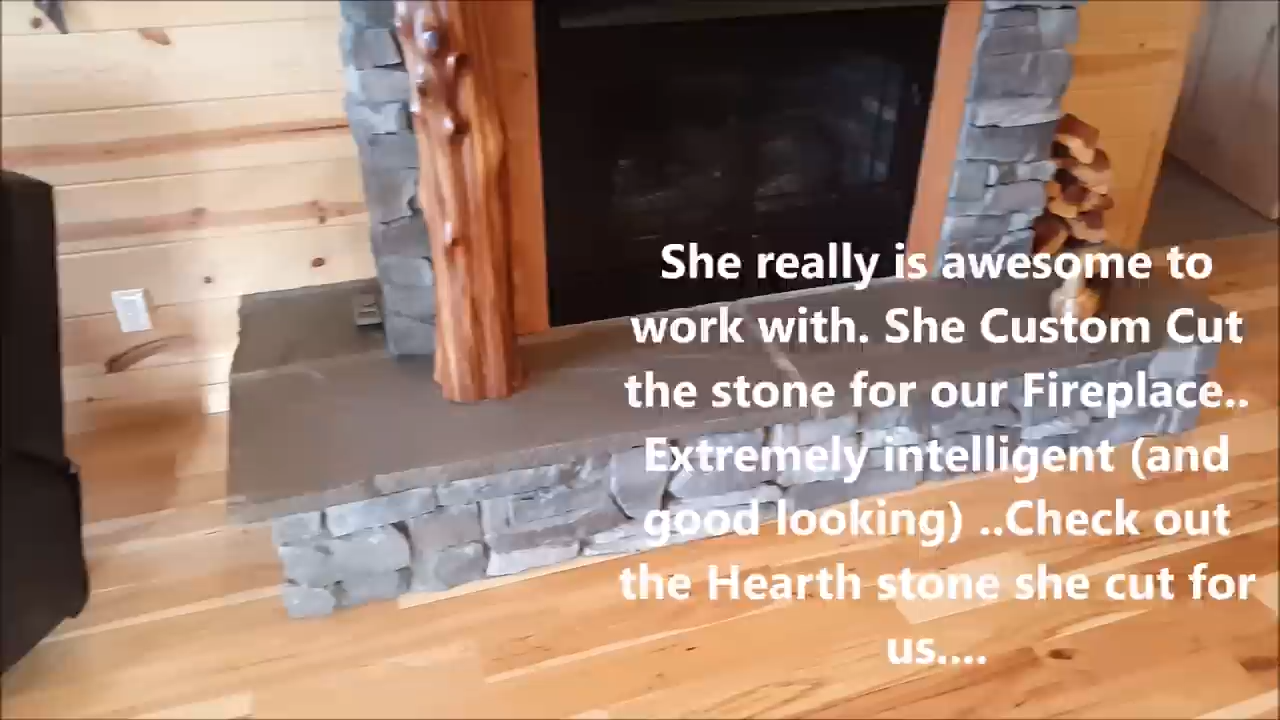 She really is awesome to
work with. She Custom Cut
the stone for our Fireplace..
Extremely intelligent (and
good looking) ..Check out
the Hearth stone she cut for
us....